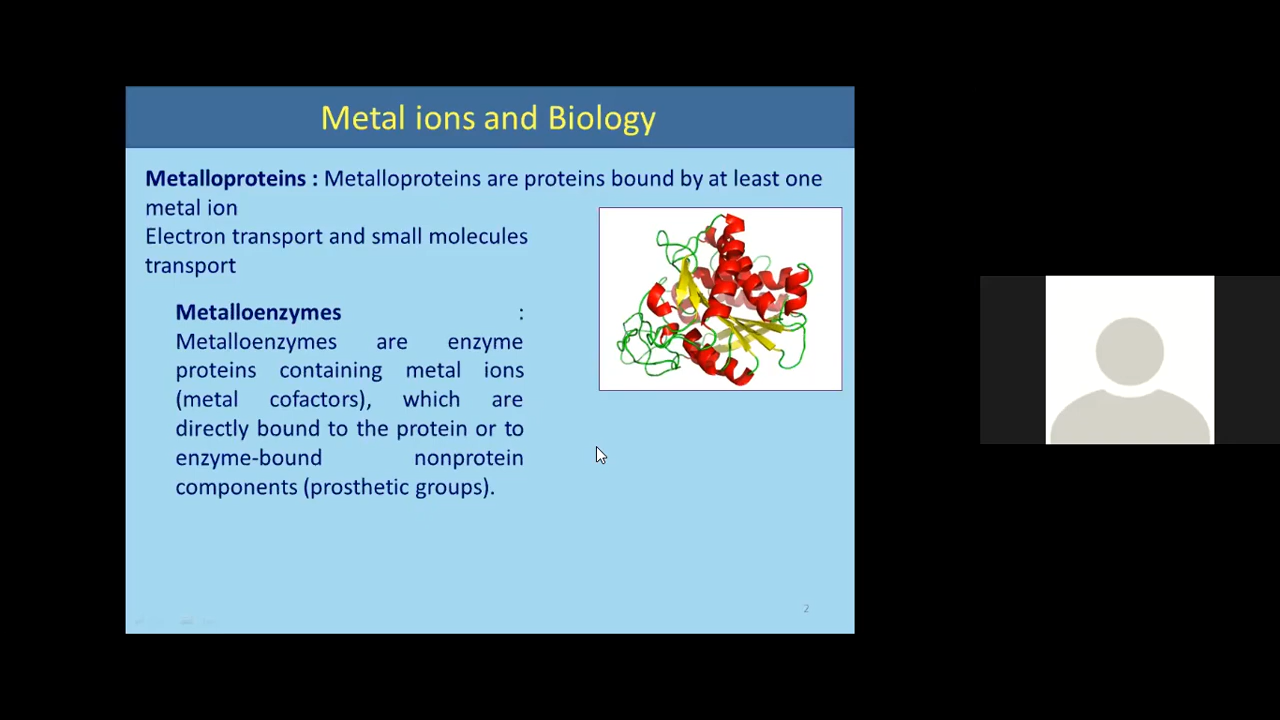 Metal ions and Biology
Metalloproteins : Metalloproteins are proteins bound by at least one
metal ion
Electron transport and small molecules
transport
Metalloenzymes :
Metalloenzymes are enzyme
proteins containing metal ions
(metal cofactors), which are
directly bound to the protein or to
enzyme-bound nonprotein
components (prosthetic groups).
2